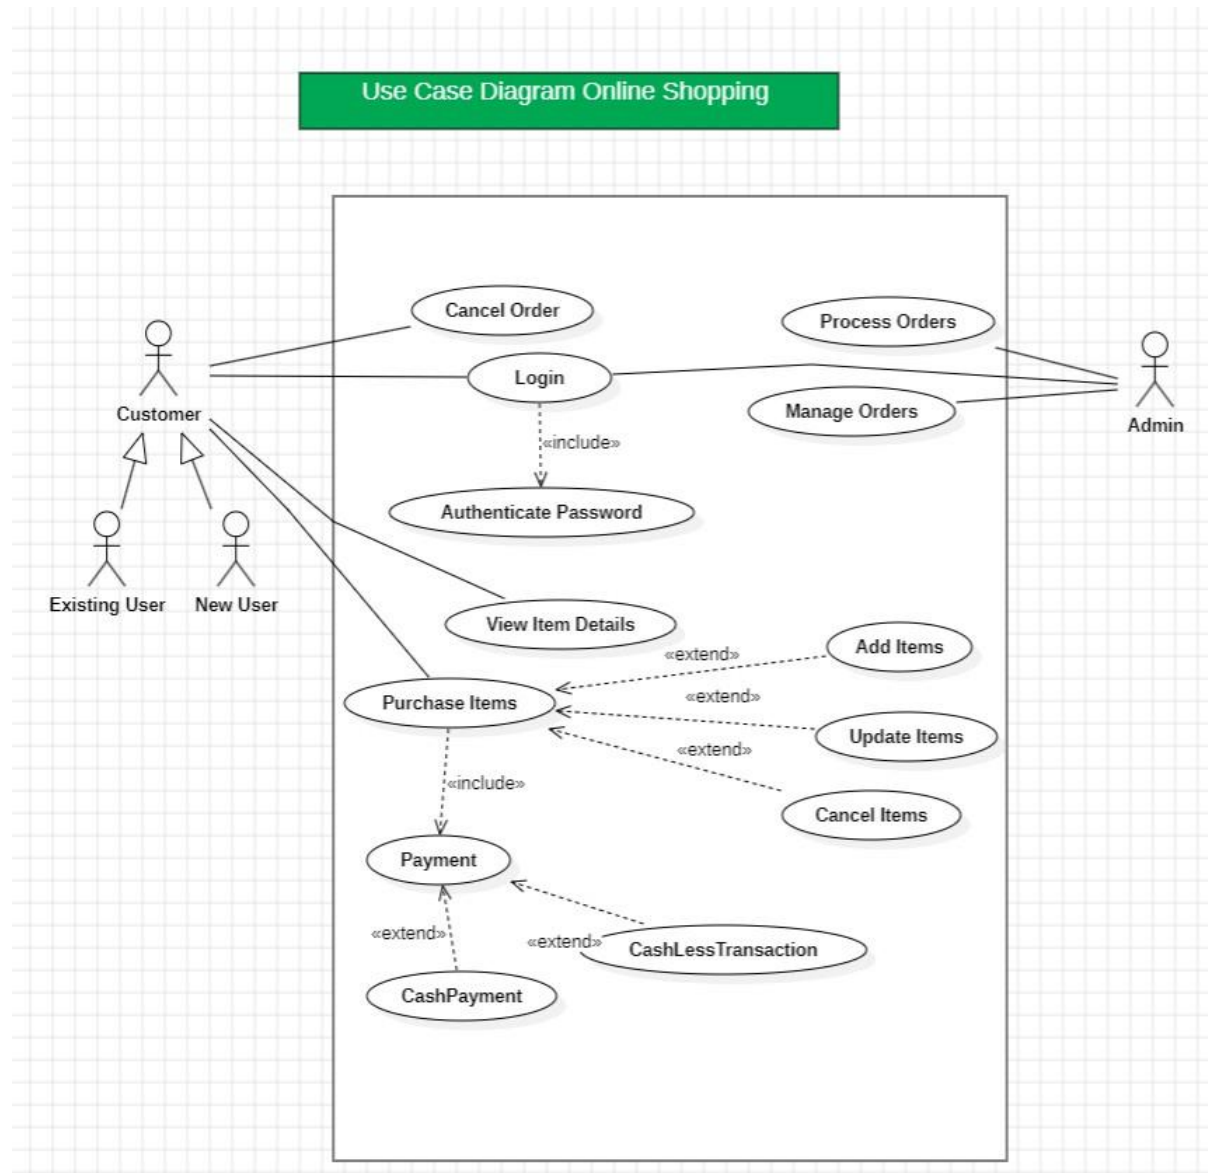 Use Case Diagram Online Shopping
Cancel Order
Process Orders
Login
Customer
Manage Orders
Admin
«include»
Authenticate Password
Existing User
New User
View Item Details
«extend»
Add Items
Purchase Items
«extend»
Update Items
«extend»
«include»
Cancel Items
Payment
«extend»
«extend»
CashLessTransaction
CashPayment